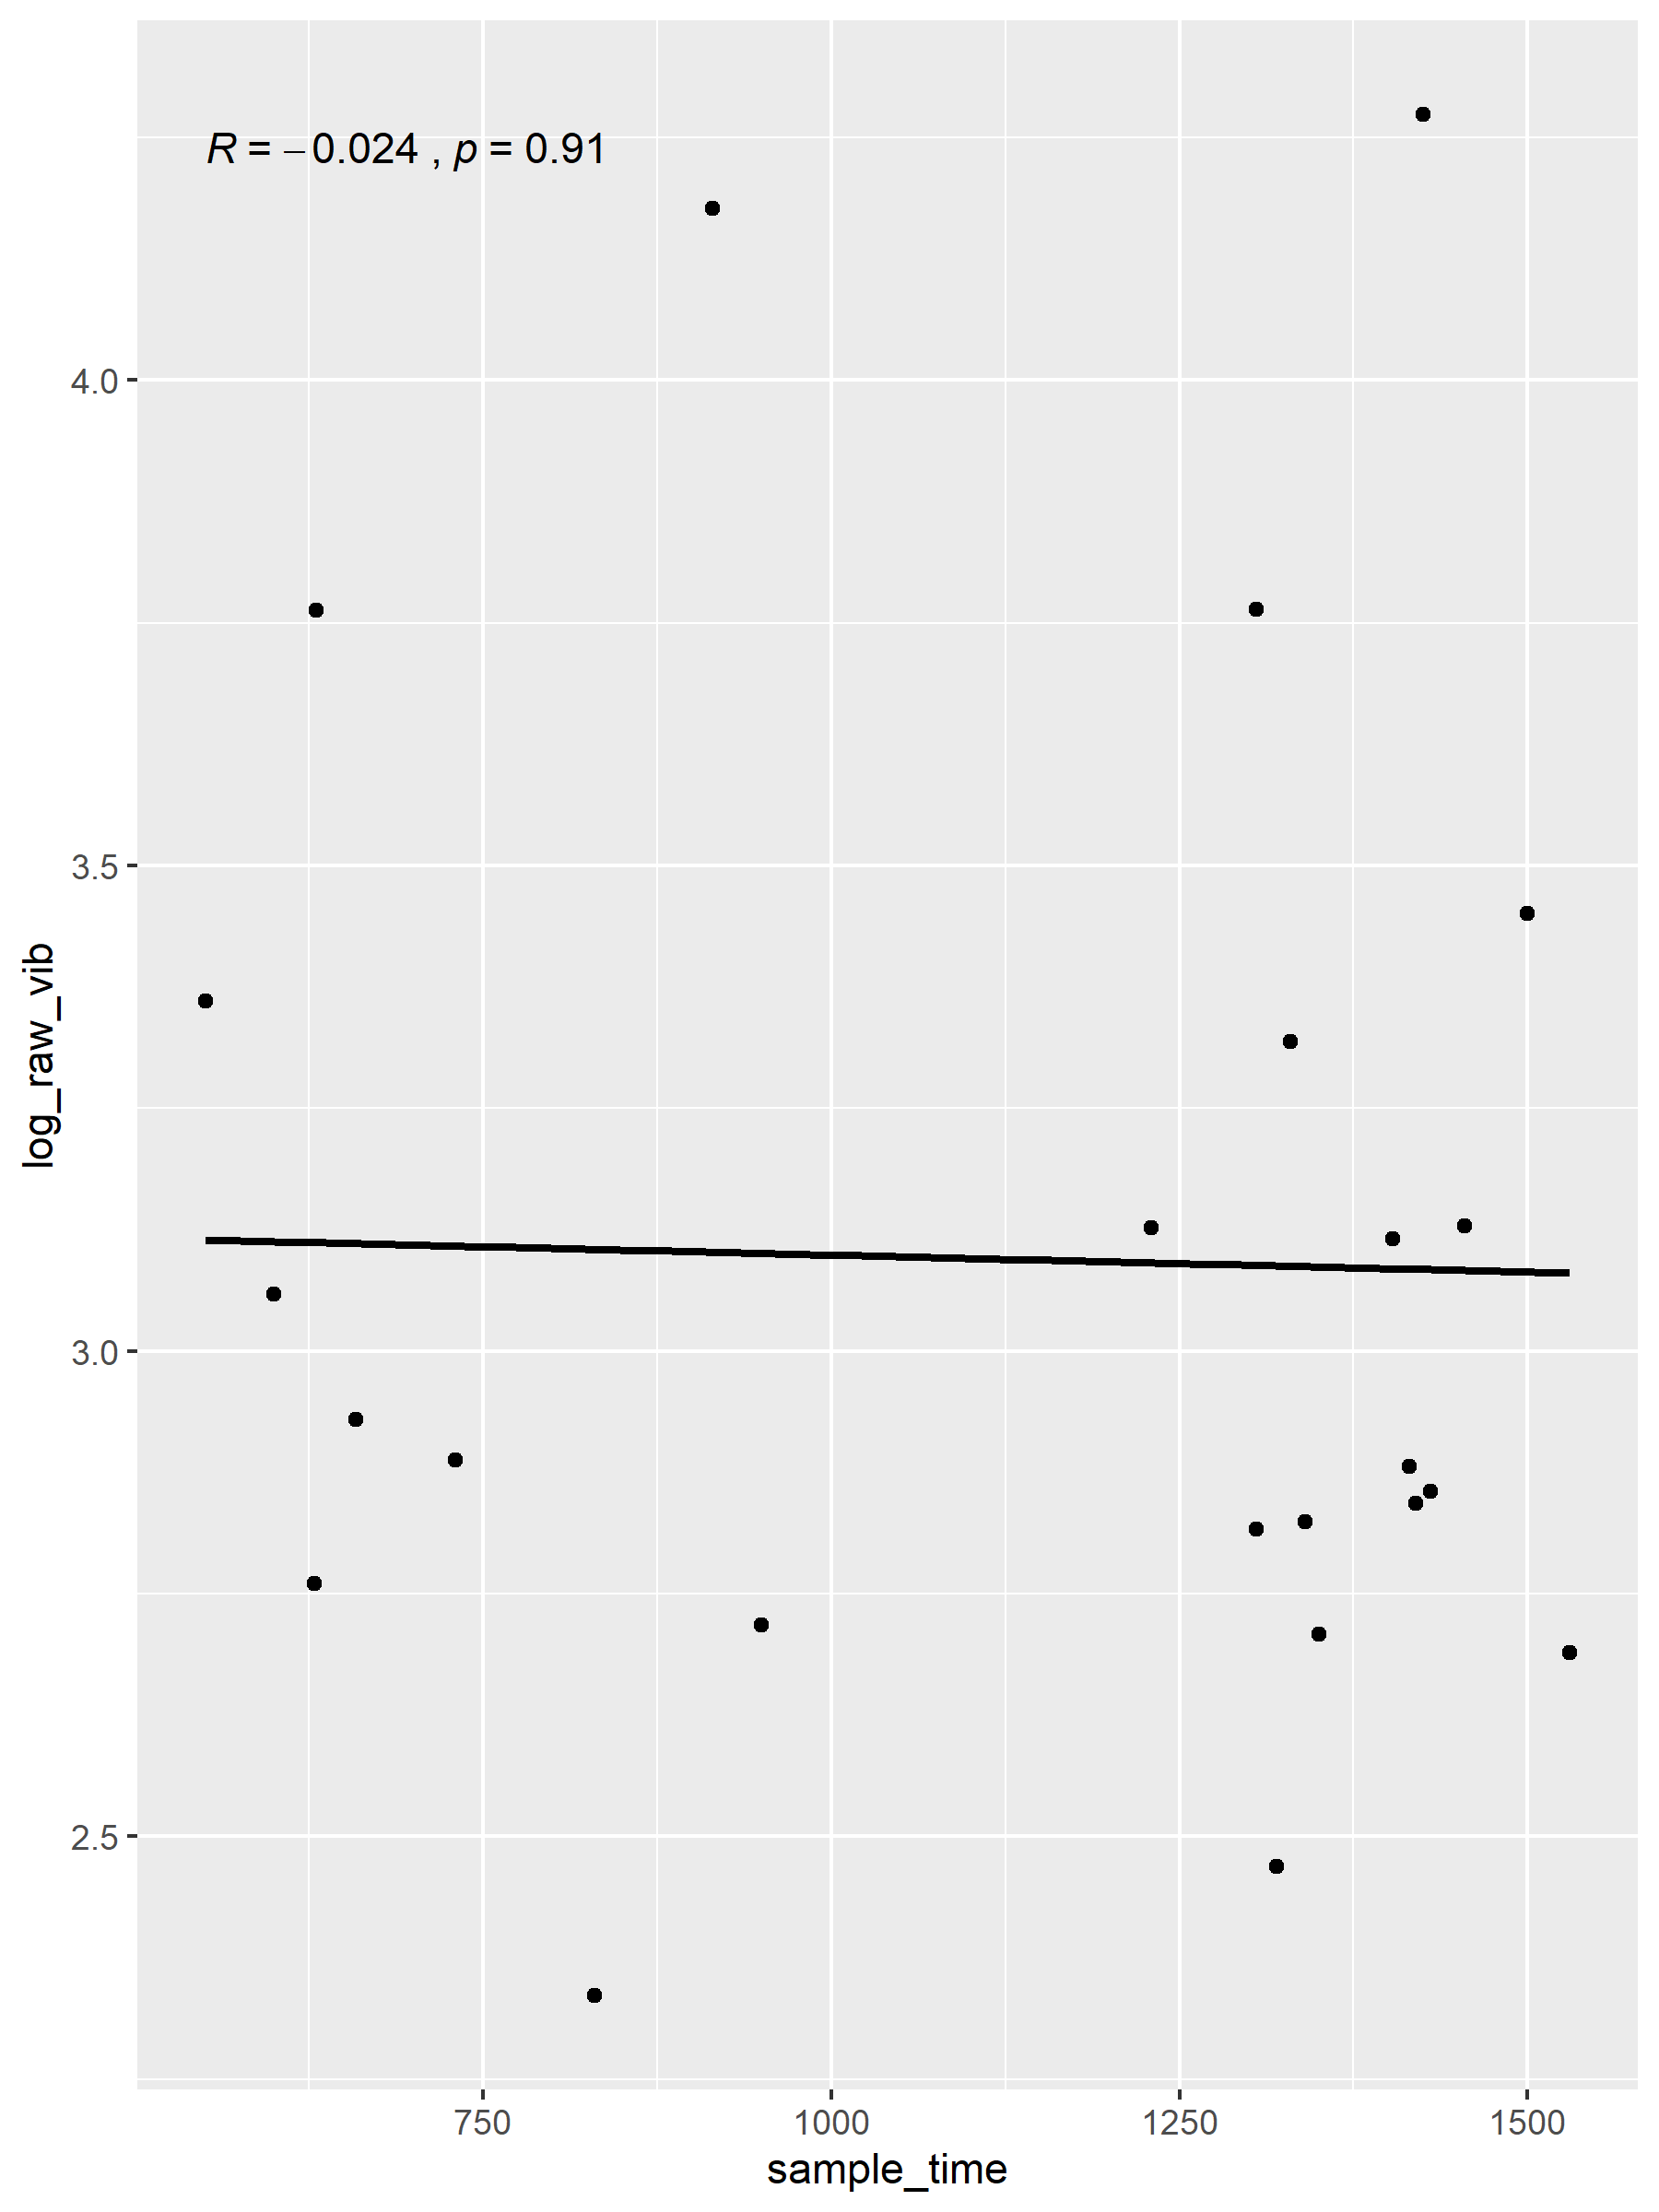 R = −0.024 , p = 0.91
4.0
3.5
3.0
2.5
log_raw_vib
750 1000 1250 1500
sample_time